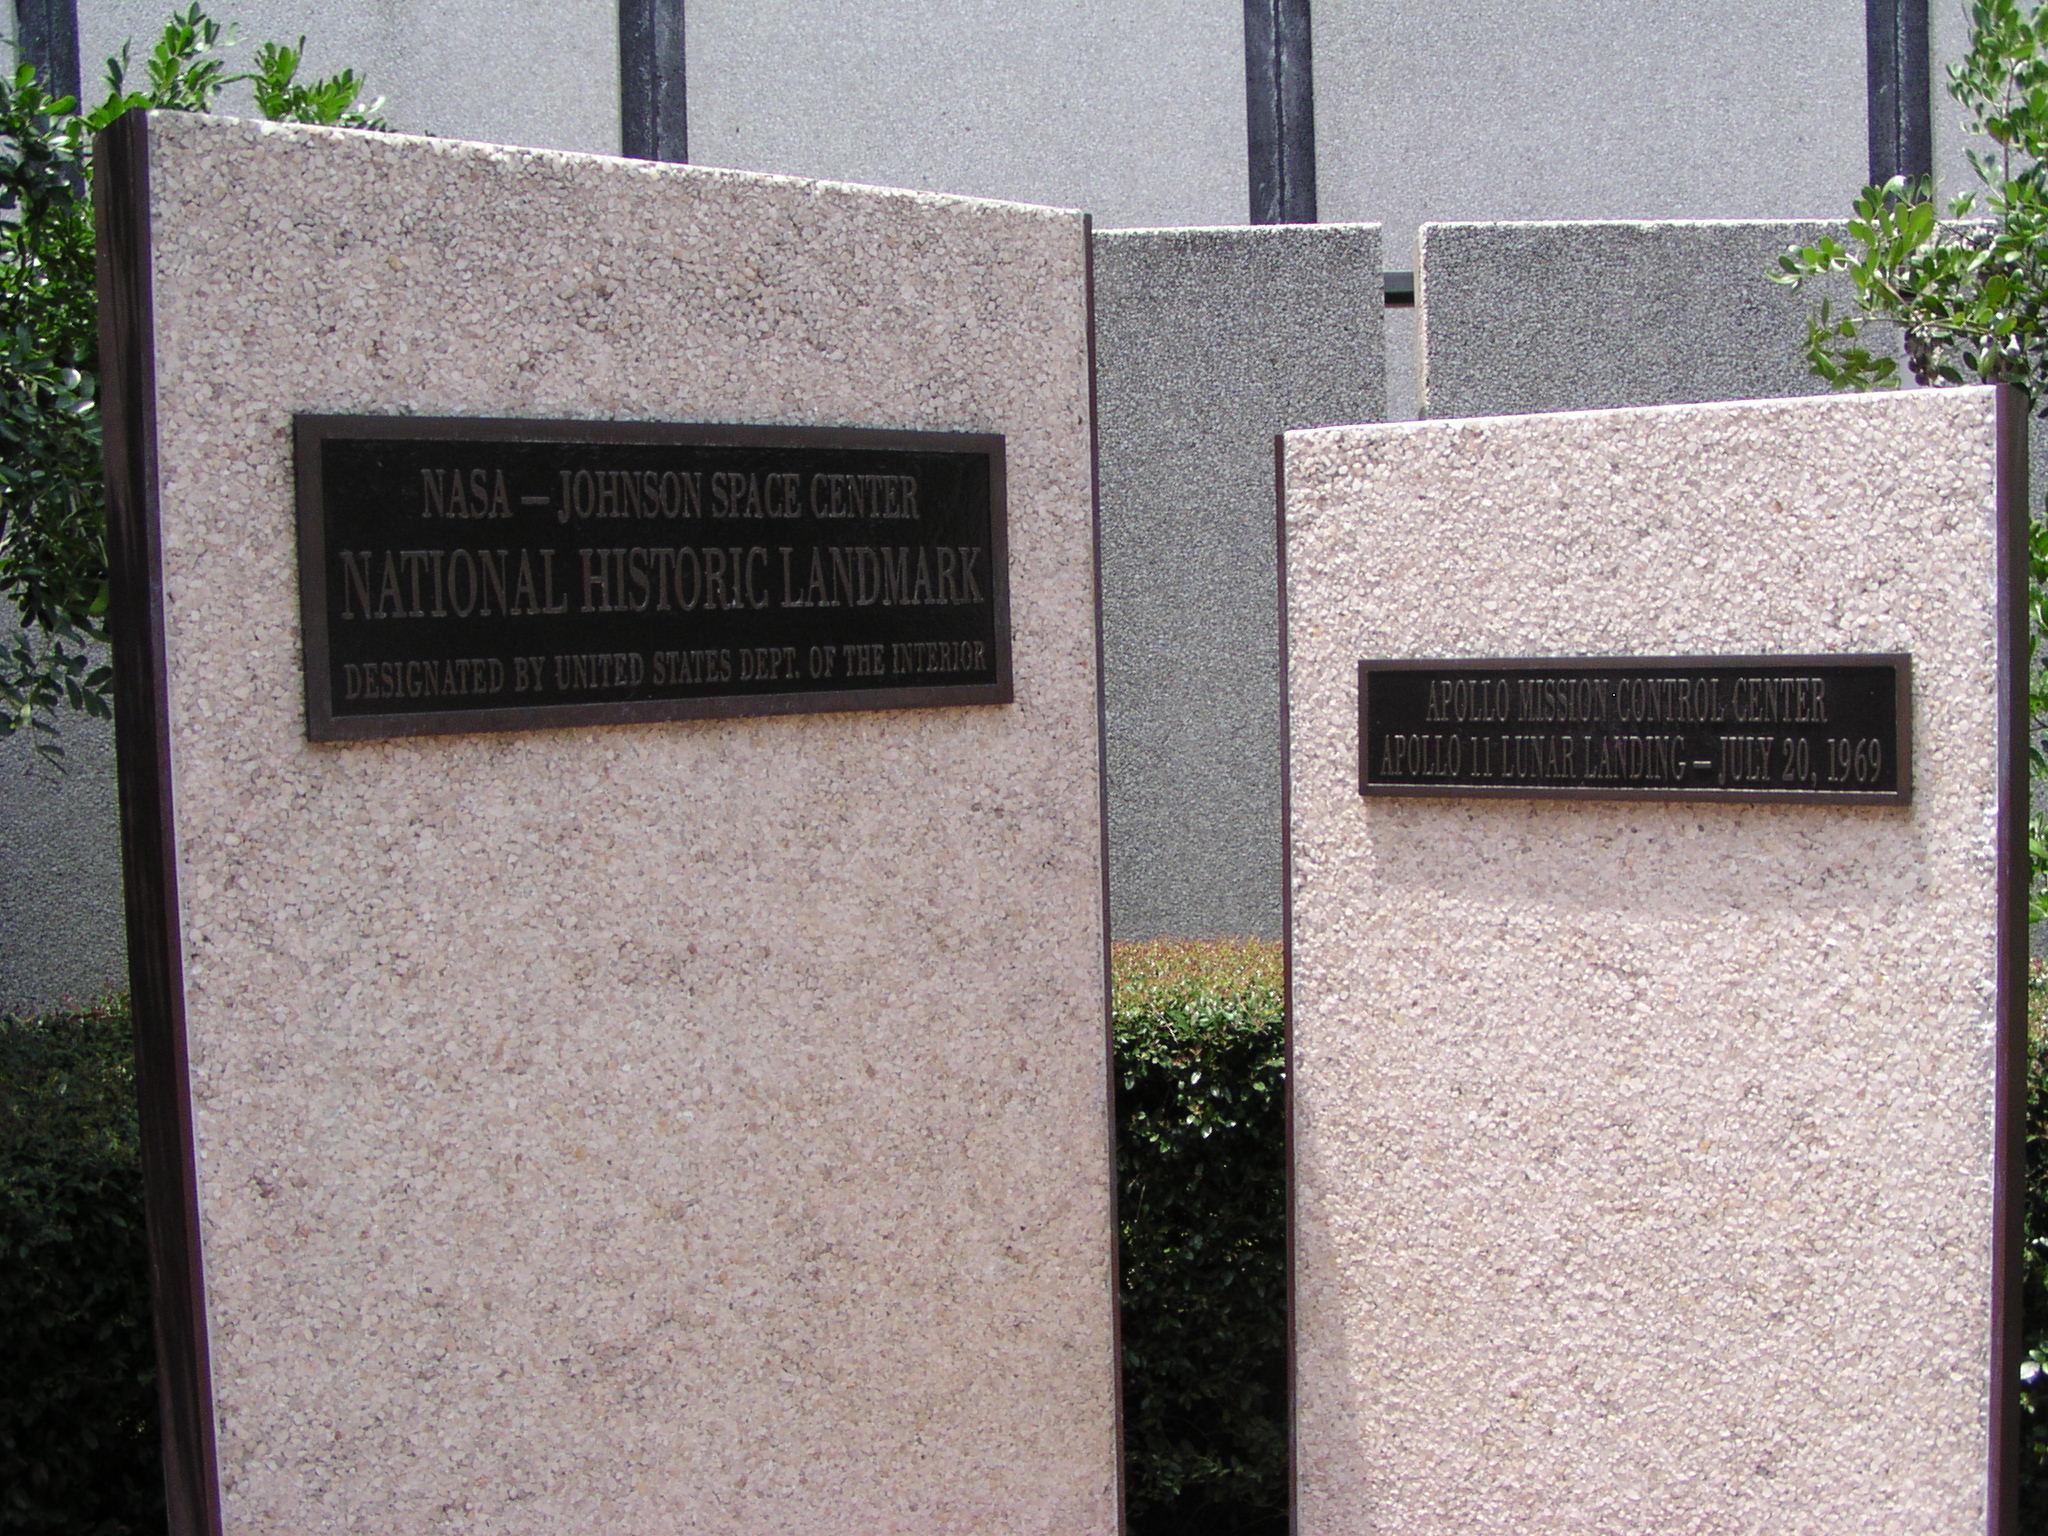 NASA – JOHNSON SPACE CENTER
NATIONAL HISTORIC LANDMARK
DESIGNATED BY UNITED STATES DEPT. OF THE INTERIOR
APOLLO MISSION CONTROL CENTER
APOLLO 11 LUNAR LANDING – JULY 20, 1969